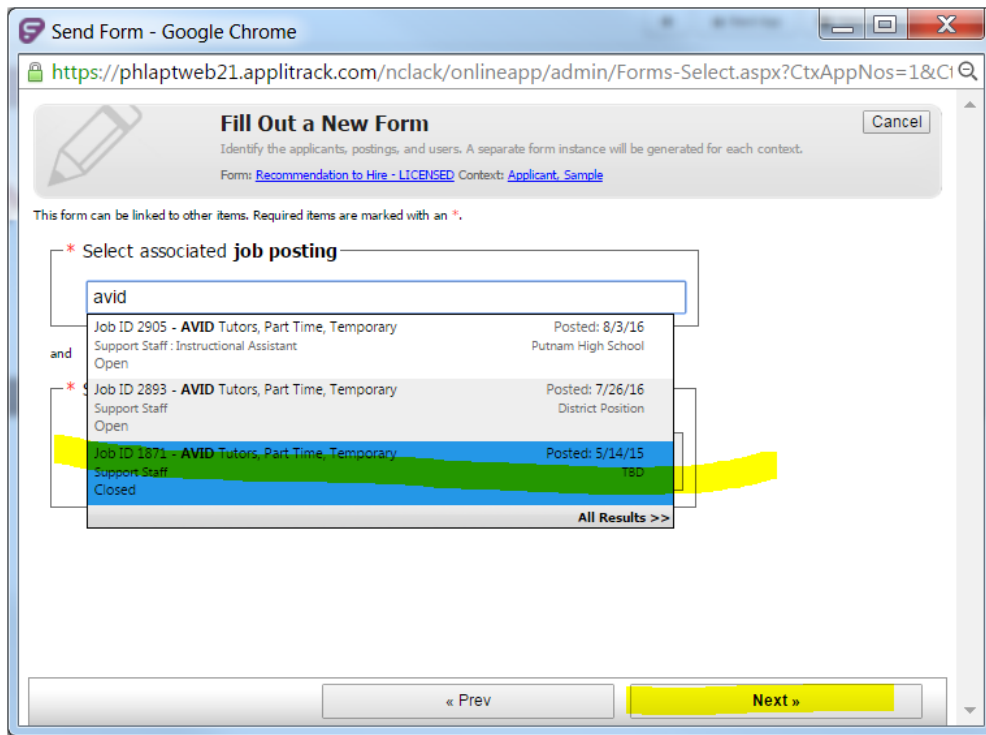 Send Form - Google Chrome
https://phlaptweb21.applitrack.com/nclack/onlineapp/admin/Forms-Select.aspx?CtxAppNos=1&C
Fill Out a New Form
Cancel
Identify the applicants, postings, and users. A separate form instance will be generated for each context.
Form: Recommendation to Hire - LICENSED Context: Applicant, Sample
This form can be linked to other items. Required items are marked with an *.
* Select associated job posting
avid
Job ID 2905 - AVID Tutors, Part Time, Temporary Posted: 8/3/16
Support Staff : Instructional Assistant Putnam High School
Open
and
*
Job ID 2893 - AVID Tutors, Part Time, Temporary Posted: 7/26/16
Support Staff District Position
Open
Job ID 1871 - AVID Tutors, Part Time, Temporary Posted: 5/14/15
Support Staff TBD
Closed
All Results >>
« Prev Next »